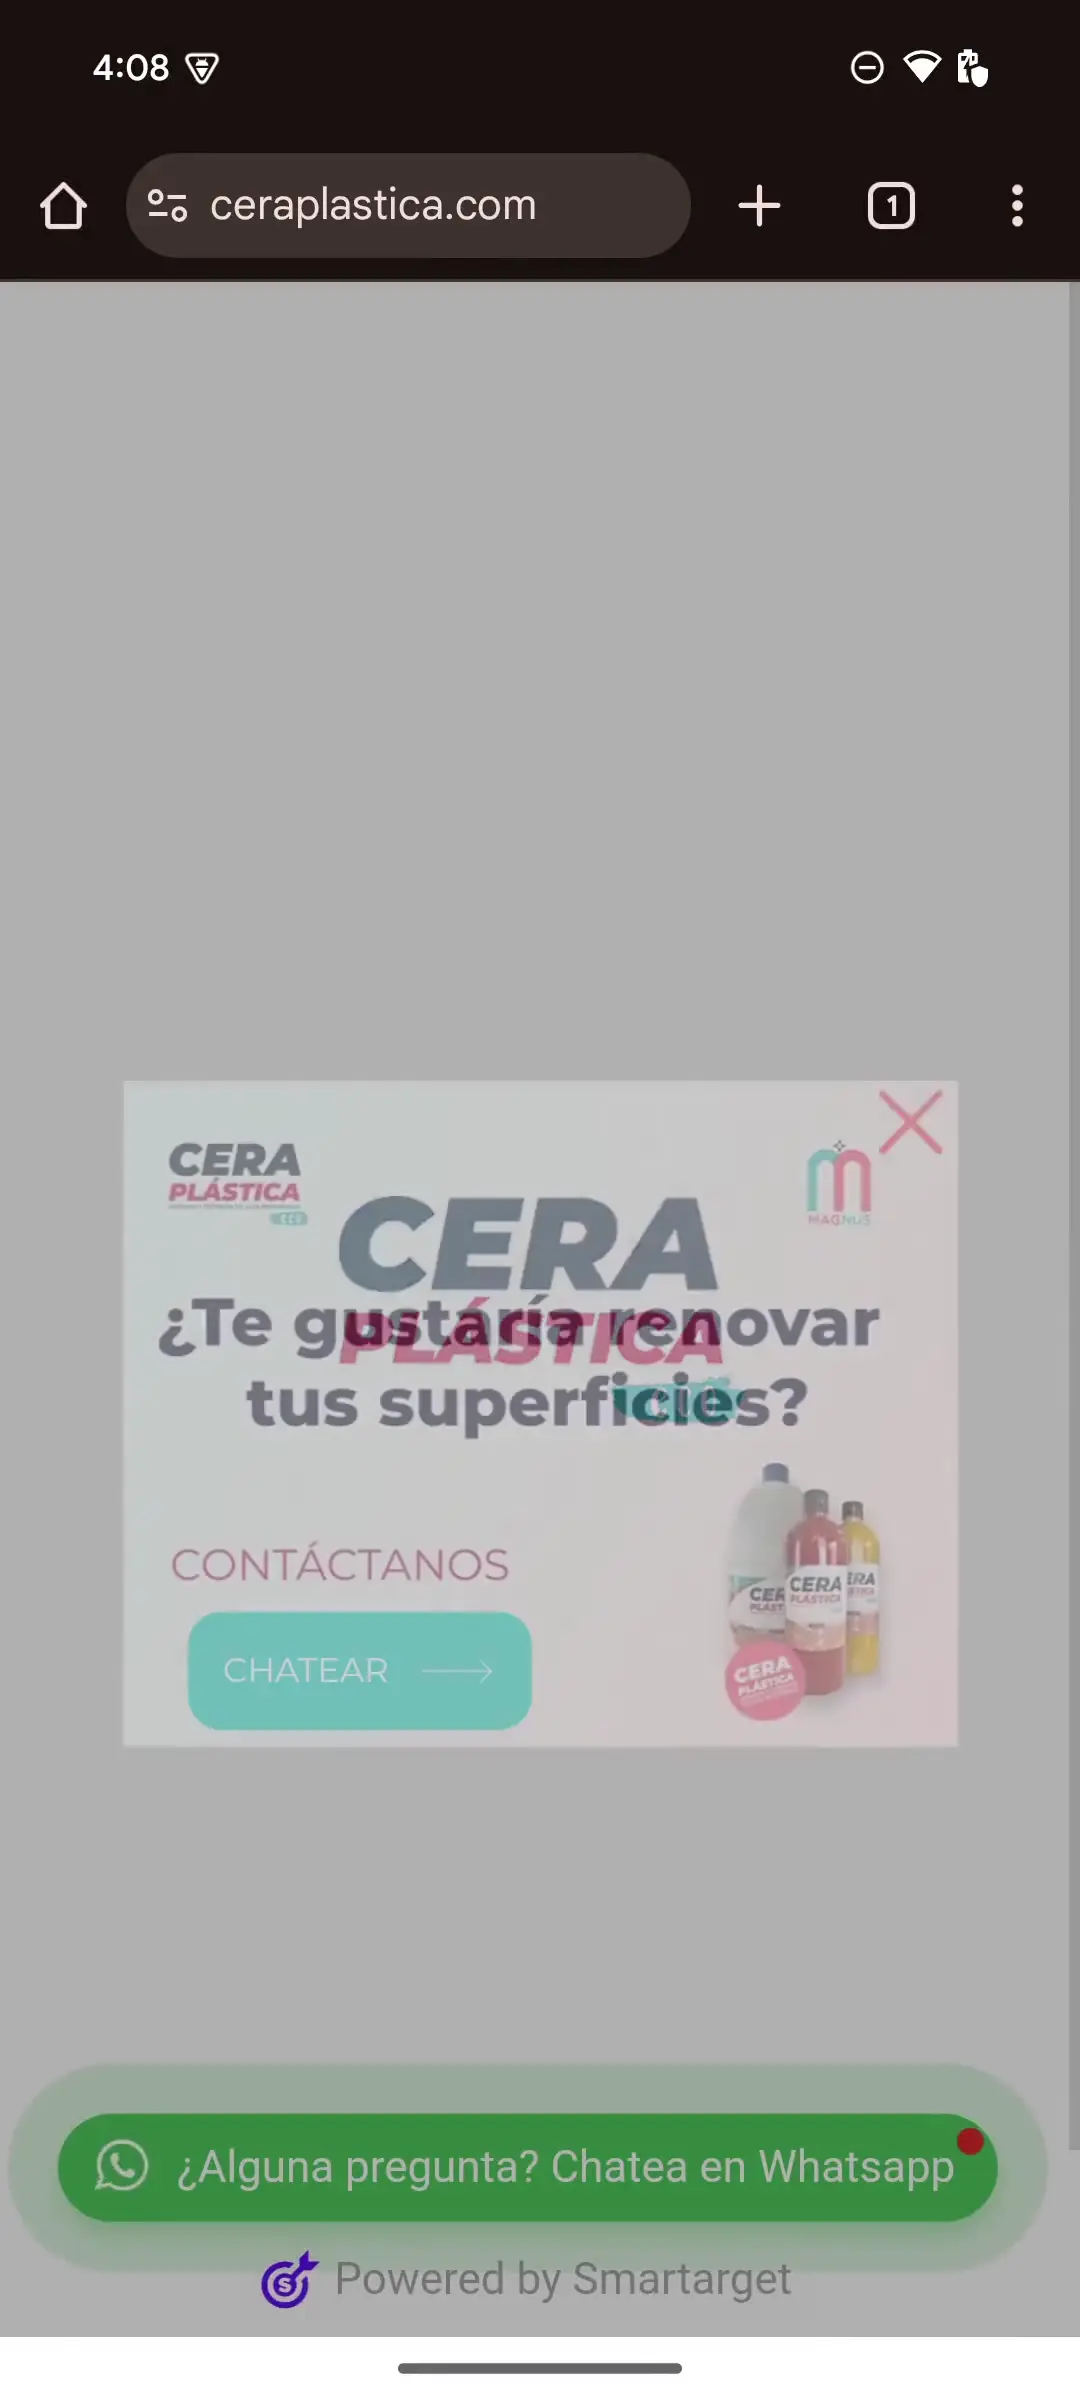 4:08
ceraplastica.com
1
CERA
PLÁSTICA
ECO
MAGNUS
CERA
PLÁSTICA
¿Te gustaría renovar
tus superficies?
CONTÁCTANOS
CHATEAR
CERA
PLÁSTICA
CERA
PLÁSTICA
¿Alguna pregunta? Chatea en Whatsapp
Powered by Smartarget